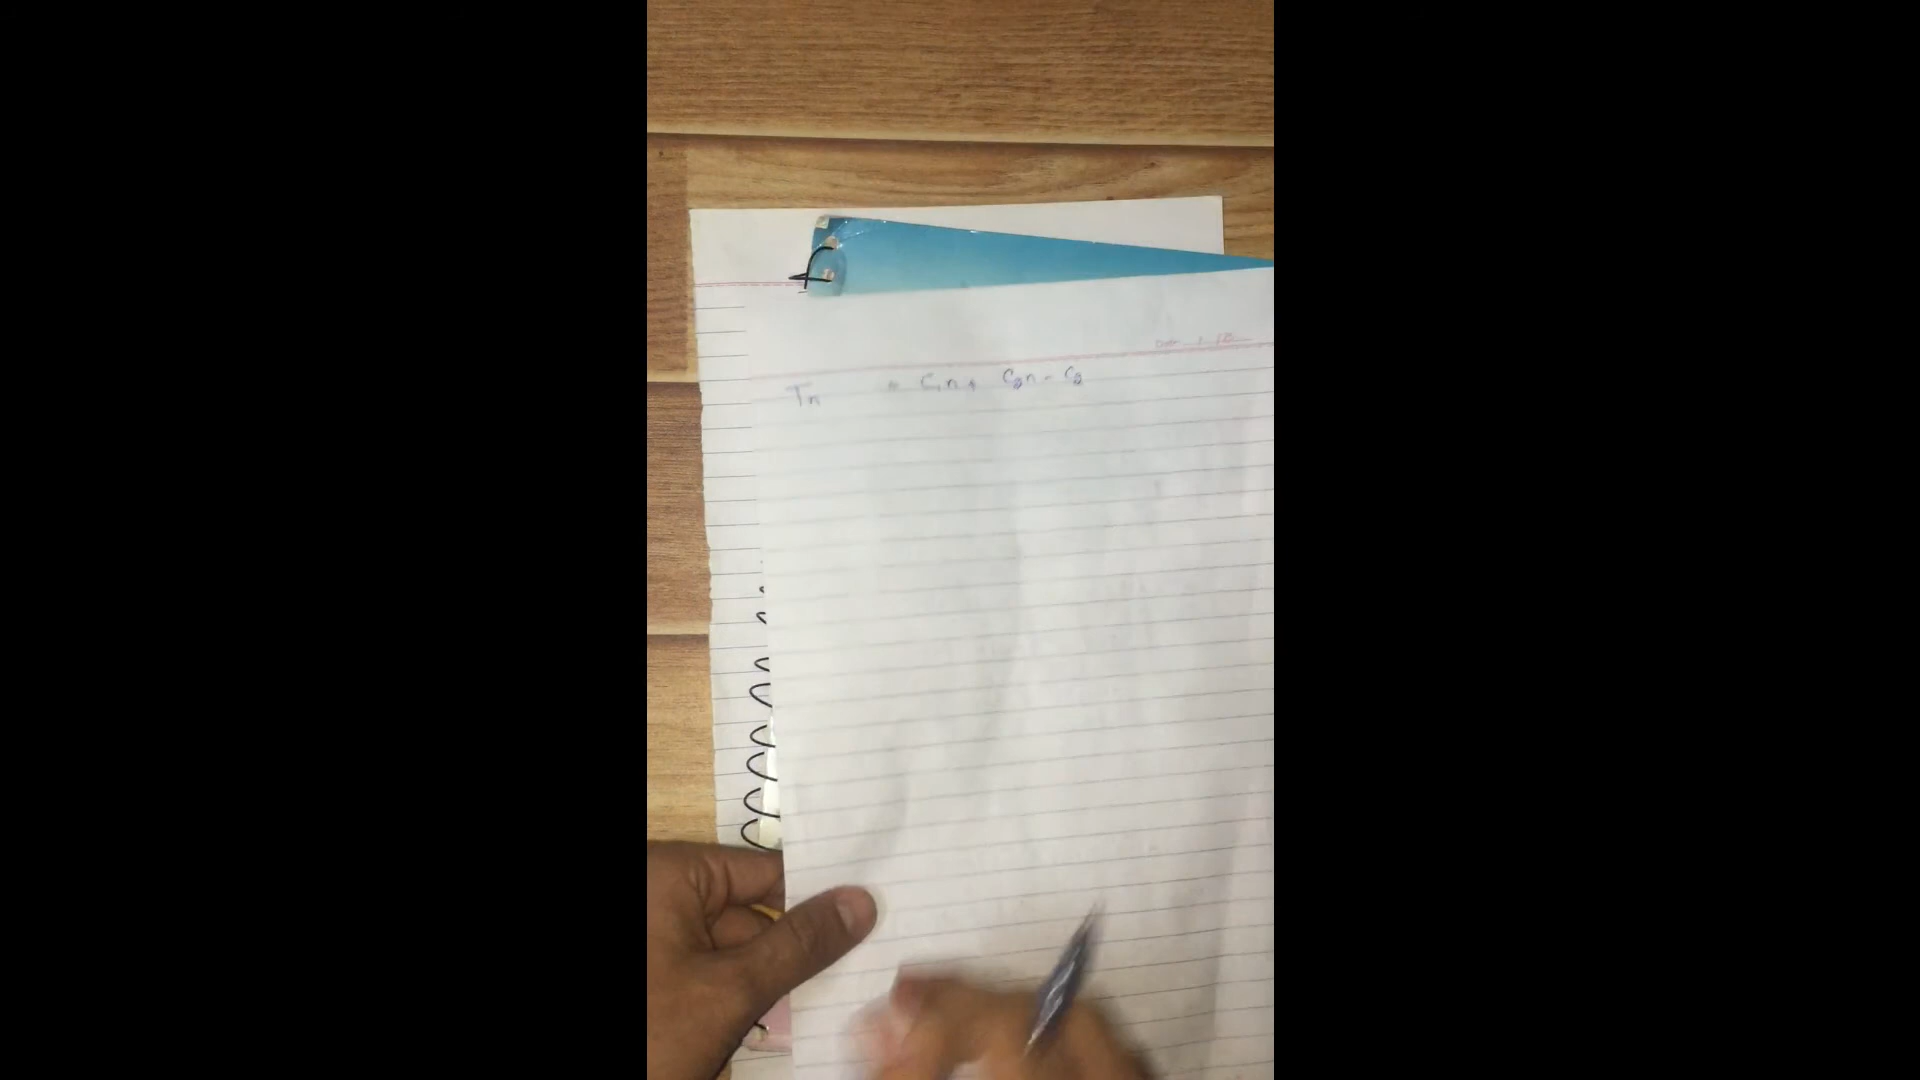 Tn = C1n + C2n - C2